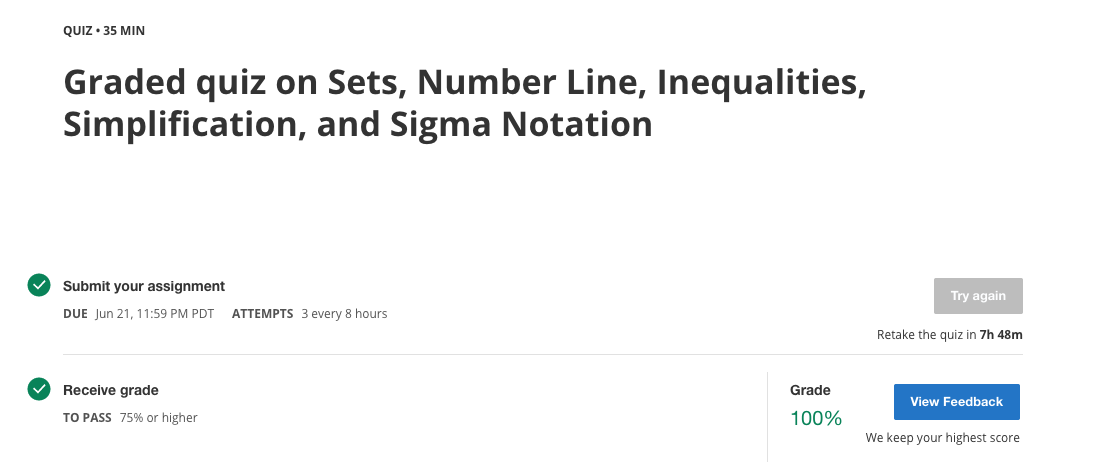 QUIZ • 35 MIN
Graded quiz on Sets, Number Line, Inequalities,
Simplification, and Sigma Notation
Submit your assignment
DUE Jun 21, 11:59 PM PDT ATTEMPTS 3 every 8 hours
Try again
Retake the quiz in 7h 48m
Receive grade
TO PASS 75% or higher
Grade
100%
View Feedback
We keep your highest score